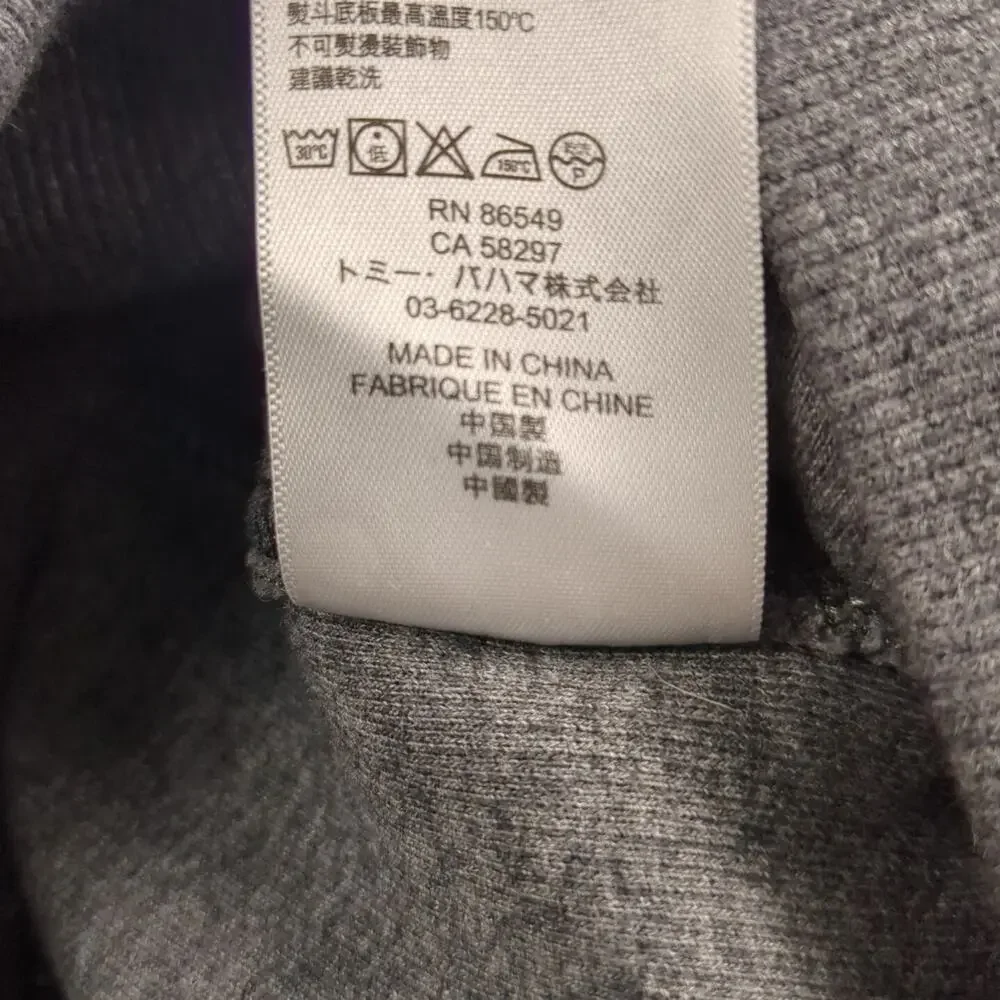 熨斗底板最高溫度150℃
不可熨燙裝飾物
建議乾洗
30℃ 低 150℃ P
RN 86549
CA 58297
トミー・バハマ株式会社
03-6228-5021
MADE IN CHINA
FABRIQUE EN CHINE
中国製
中国制造
中國製